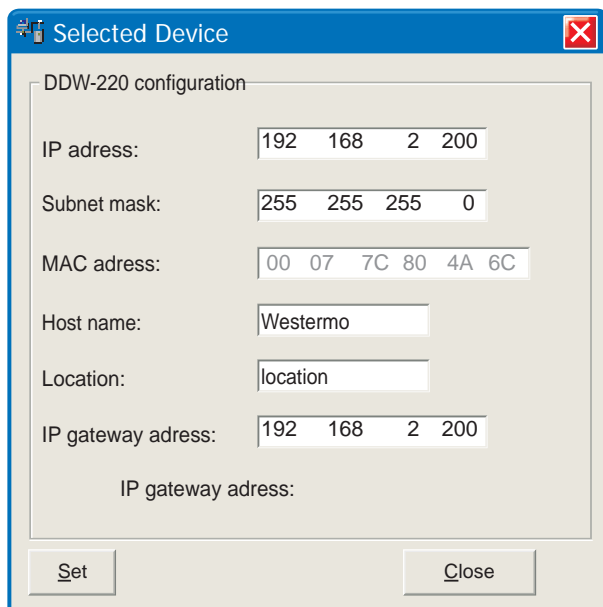 Selected Device
DDW-220 configuration
IP adress: 192 168 2 200
Subnet mask: 255 255 255 0
MAC adress: 00 07 7C 80 4A 6C
Host name: Westermo
Location: location
IP gateway adress: 192 168 2 200
IP gateway adress:
Set Close